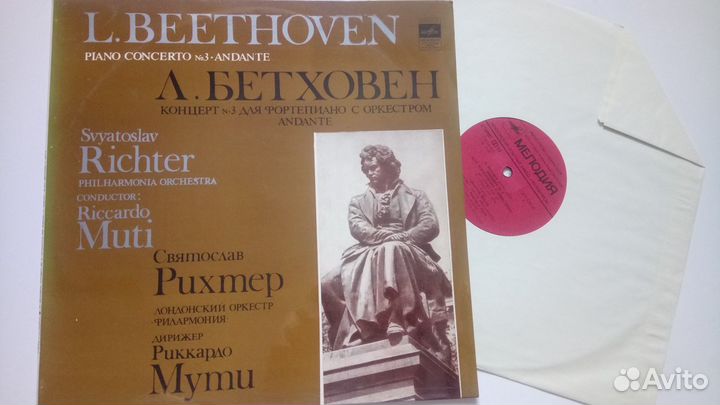 L. BEETHOVEN
PIANO CONCERTO №3 · ANDANTE
Л. БЕТХОВЕН
КОНЦЕРТ №3 ДЛЯ ФОРТЕПИАНО С ОРКЕСТРОМ
ANDANTE
Svyatoslav
Richter
PHILHARMONIA ORCHESTRA
CONDUCTOR:
Riccardo
Muti
Святослав
Рихтер
ЛОНДОНСКИЙ ОРКЕСТР
«ФИЛАРМОНИЯ»
ДИРИЖЕР
Риккардо
Мути
МЕЛОДИЯ
Avito